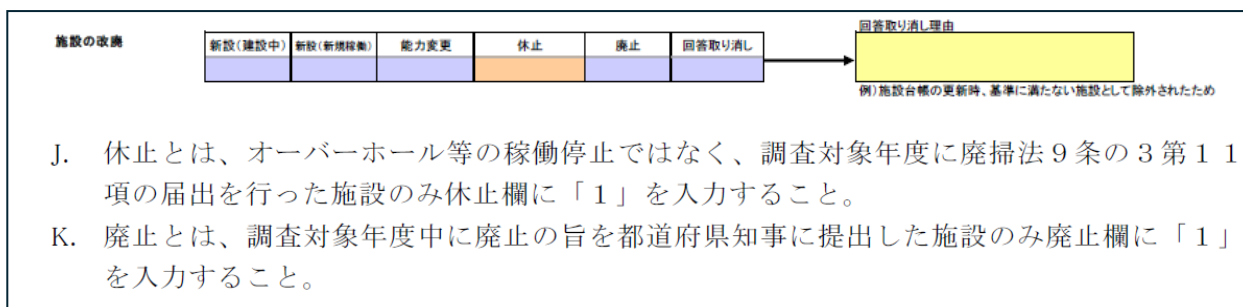 回答取り消し理由
施設の改廃
新設(建設中) 新設(新規稼働) 能力変更 休止 廃止 回答取り消し
例)施設台帳の更新時、基準に満たない施設として除外されたため
J. 休止とは、オーバーホール等の稼働停止ではなく、調査対象年度に廃掃法9条の3第11
項の届出を行った施設のみ休止欄に「1」を入力すること。
K. 廃止とは、調査対象年度中に廃止の旨を都道府県知事に提出した施設のみ廃止欄に「1」
を入力すること。